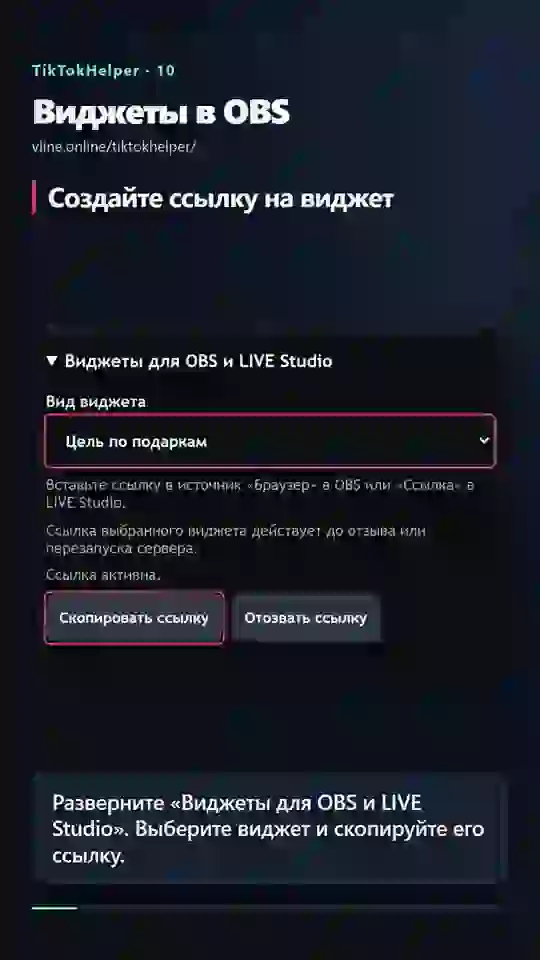 TikTokHelper · 10
Виджеты в OBS
vline.online/tiktokhelper/
Создайте ссылку на виджет
▼ Виджеты для OBS и LIVE Studio
Вид виджета
Цель по подаркам
Вставьте ссылку в источник «Браузер» в OBS или «Ссылка» в
LIVE Studio.
Ссылка выбранного виджета действует до отзыва или
перезапуска сервера.
Ссылка активна.
Скопировать ссылку
Отозвать ссылку
Разверните «Виджеты для OBS и LIVE
Studio». Выберите виджет и скопируйте его
ссылку.